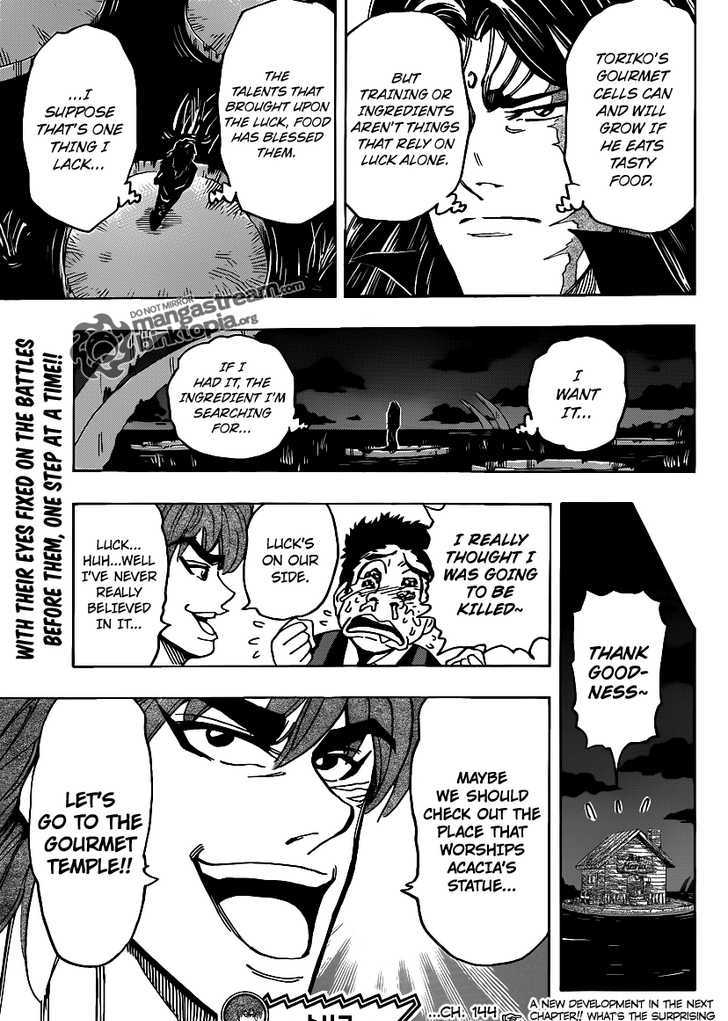 TORIKO'S
GOURMET
CELLS CAN
AND WILL
GROW IF
HE EATS
TASTY
FOOD.
BUT
TRAINING OR
INGREDIENTS
AREN'T THINGS
THAT RELY ON
LUCK ALONE.
THE
TALENTS THAT
BROUGHT UPON
THE LUCK, FOOD
HAS BLESSED
THEM.
...I
SUPPOSE
THAT'S ONE
THING I
LACK...
DO NOT MIRROR
mangastream.com
binktopia.org
I
WANT
IT...
IF I
HAD IT, THE
INGREDIENT I'M
SEARCHING
FOR...
WITH THEIR EYES FIXED ON THE BATTLES
BEFORE THEM, ONE STEP AT A TIME!!
THANK
GOOD-
NESS~
I REALLY
THOUGHT I
WAS GOING
TO BE
KILLED~
LUCK'S
ON OUR
SIDE.
LUCK...
HUH...WELL
I'VE NEVER
REALLY
BELIEVED
IN IT...
MAYBE
WE SHOULD
CHECK OUT
THE PLACE
THAT
WORSHIPS
ACACIA'S
STATUE...
LET'S
GO TO THE
GOURMET
TEMPLE!!
...CH. 144
A NEW DEVELOPMENT IN THE NEXT
CHAPTER!! WHAT'S THE SURPRISING